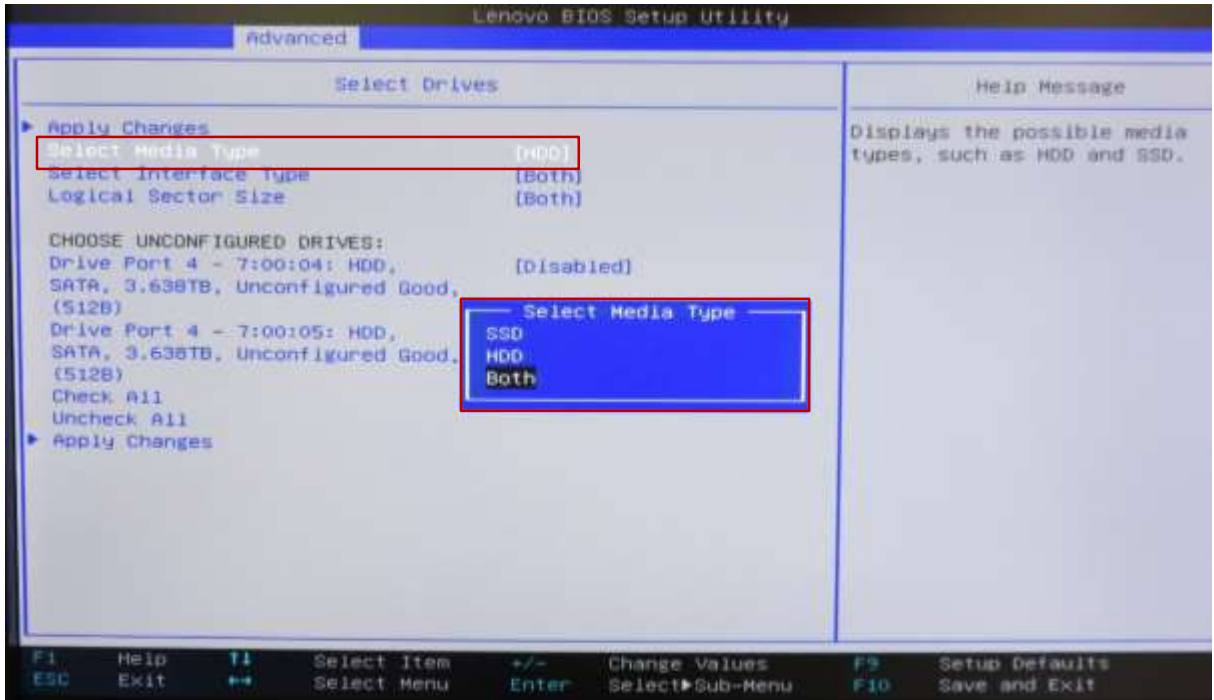 Lenovo BIOS Setup Utility
Advanced
Select Drives
Help Message
▶ Apply Changes
Select Media Type [HDD]
Select Interface Type [Both]
Logical Sector Size [Both]
CHOOSE UNCONFIGURED DRIVES:
Drive Port 4 - 7:00:04: HDD, [Disabled]
SATA, 3.638TB, Unconfigured Good,
(512B)
Drive Port 4 - 7:00:05: HDD,
SATA, 3.638TB, Unconfigured Good,
(512B)
Check All
Uncheck All
▶ Apply Changes
Select Media Type
SSD
HDD
Both
Displays the possible media
types, such as HDD and SSD.
F1 Help ↑↓ Select Item +/- Change Values F9 Setup Defaults
ESC Exit ←→ Select Menu Enter Select▶Sub-Menu F10 Save and Exit